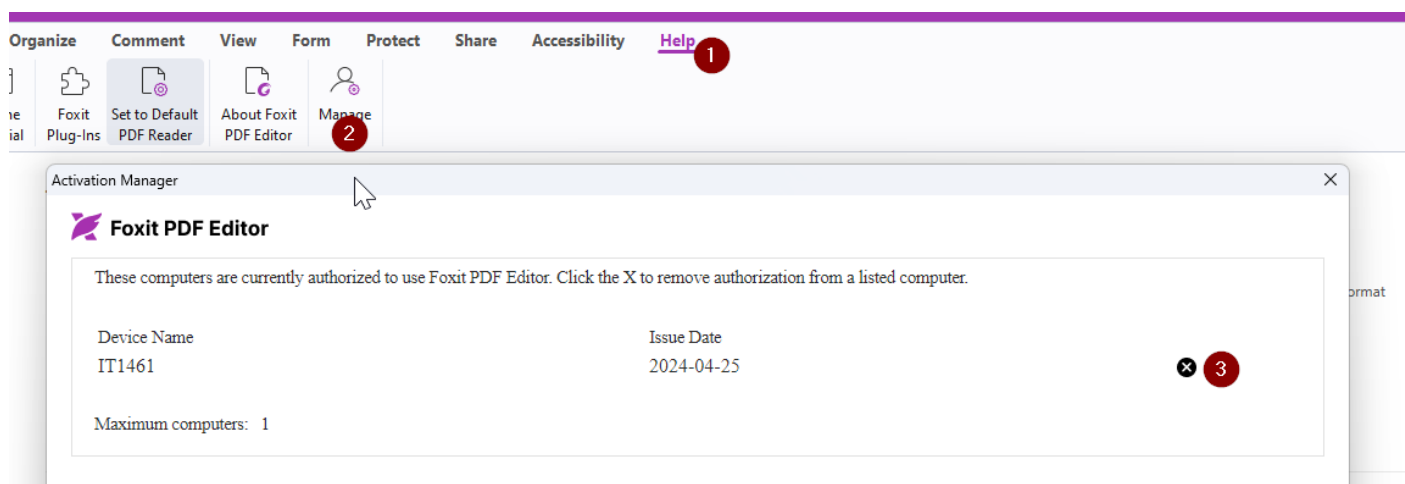 Organize Comment View Form Protect Share Accessibility Help 1
Foxit Set to Default About Foxit Manage
Plug-Ins PDF Reader PDF Editor 2
Activation Manager
Foxit PDF Editor
These computers are currently authorized to use Foxit PDF Editor. Click the X to remove authorization from a listed computer.
Device Name Issue Date
IT1461 2024-04-25 3
Maximum computers: 1